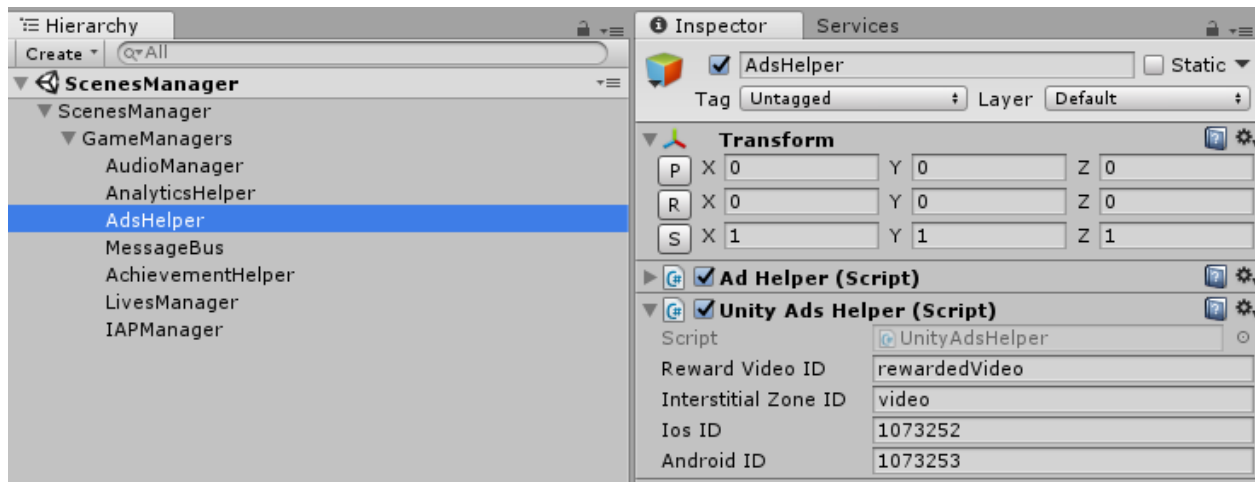 Hierarchy
Create
All
ScenesManager
ScenesManager
GameManagers
AudioManager
AnalyticsHelper
AdsHelper
MessageBus
AchievementHelper
LivesManager
IAPManager
Inspector Services
AdsHelper Static
Tag Untagged Layer Default
Transform
P X 0 Y 0 Z 0
R X 0 Y 0 Z 0
S X 1 Y 1 Z 1
C# Ad Helper (Script)
C# Unity Ads Helper (Script)
Script UnityAdsHelper
Reward Video ID rewardedVideo
Interstitial Zone ID video
Ios ID 1073252
Android ID 1073253